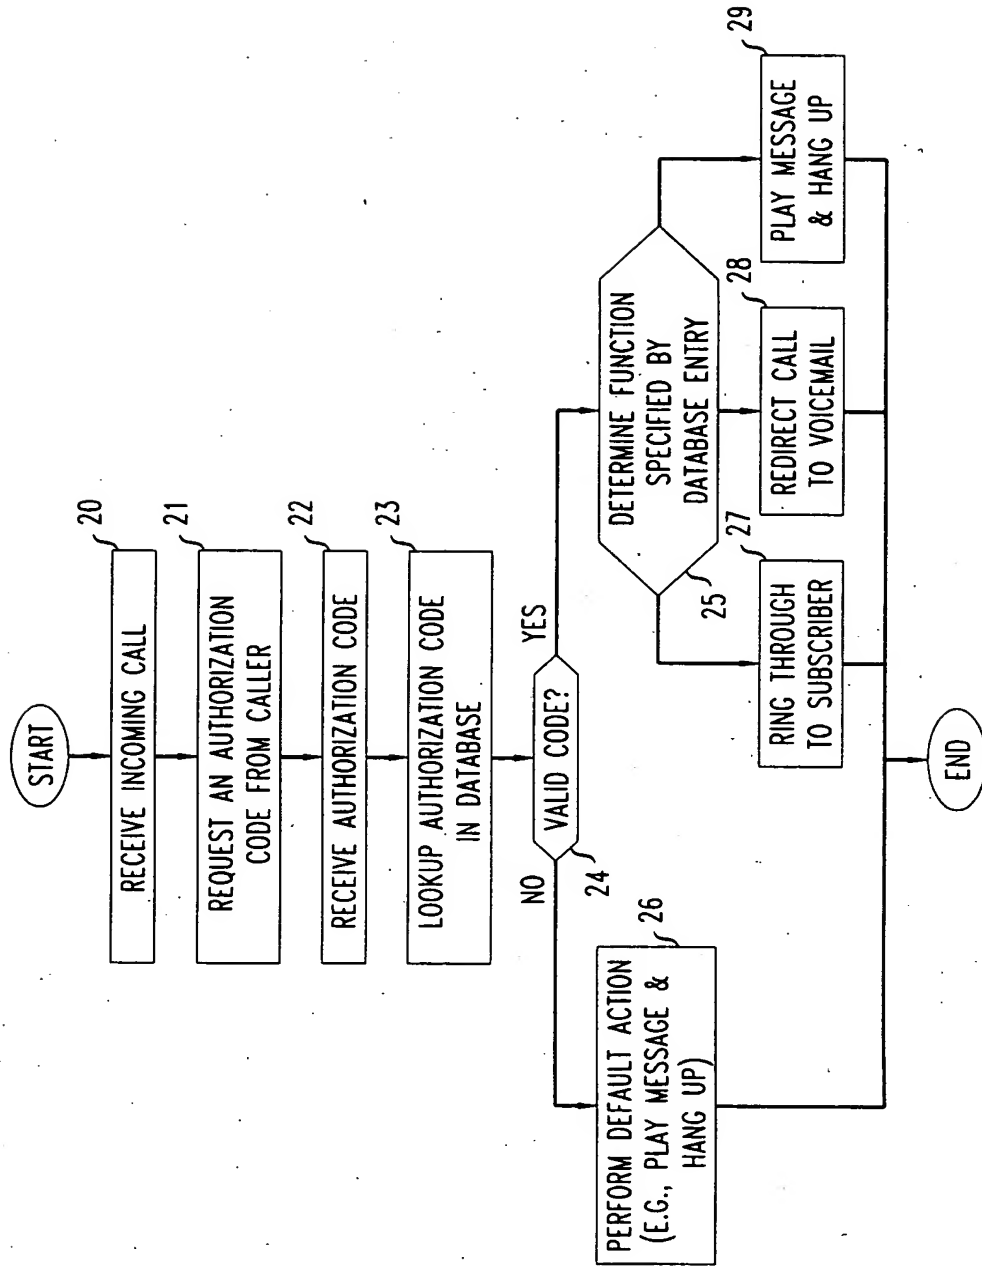 START
20
RECEIVE INCOMING CALL
21
REQUEST AN AUTHORIZATION
CODE FROM CALLER
22
RECEIVE AUTHORIZATION CODE
23
LOOKUP AUTHORIZATION CODE
IN DATABASE
NO
VALID CODE?
YES
24
26
PERFORM DEFAULT ACTION
(E.G., PLAY MESSAGE &
HANG UP)
DETERMINE FUNCTION
SPECIFIED BY
DATABASE ENTRY
25
27
RING THROUGH
TO SUBSCRIBER
28
REDIRECT CALL
TO VOICEMAIL
29
PLAY MESSAGE
& HANG UP
END